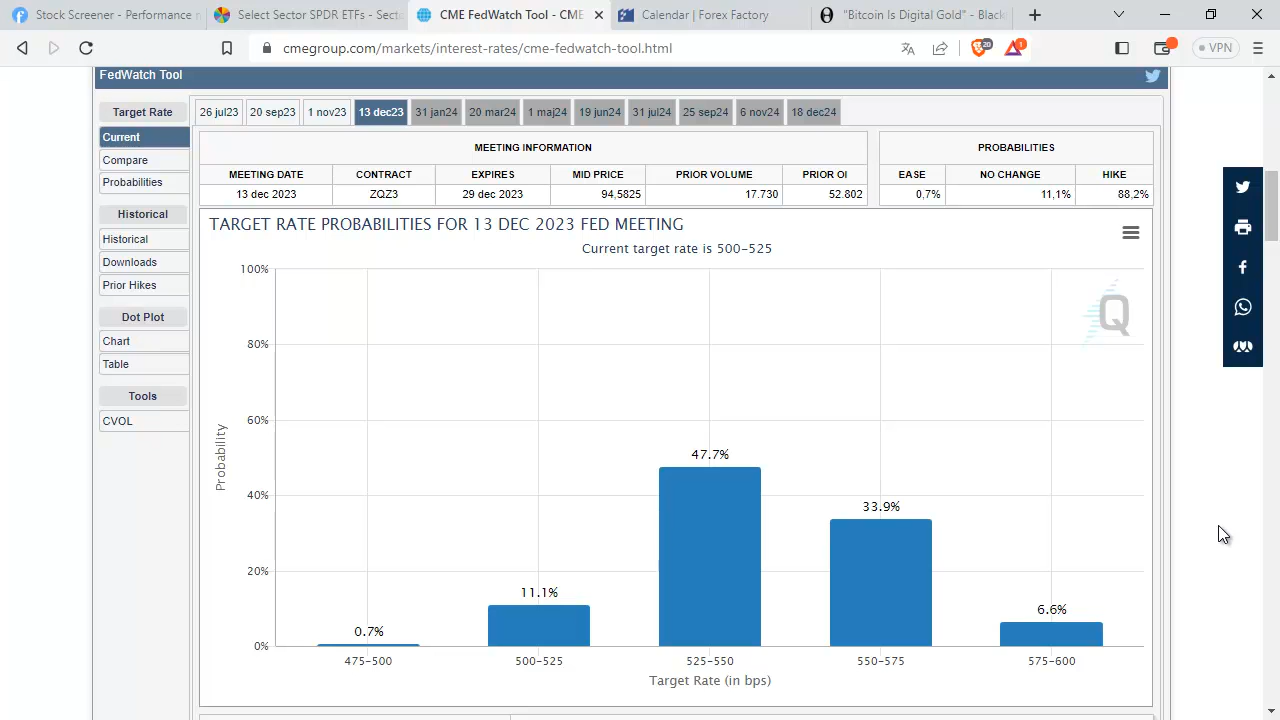 Stock Screener - Performance
Select Sector SPDR ETFs - Sect
CME FedWatch Tool - CME
Calendar | Forex Factory
"Bitcoin Is Digital Gold" - Black
cmegroup.com/markets/interest-rates/cme-fedwatch-tool.html
20
1
VPN
FedWatch Tool
Target Rate
Current
Compare
Probabilities
Historical
Historical
Downloads
Prior Hikes
Dot Plot
Chart
Table
Tools
CVOL
26 jul23 20 sep23 1 nov23 13 dec23 31 jan24 20 mar24 1 maj24 19 jun24 31 jul24 25 sep24 6 nov24 18 dec24
MEETING INFORMATION
MEETING DATE CONTRACT EXPIRES MID PRICE PRIOR VOLUME PRIOR OI
13 dec 2023 ZQZ3 29 dec 2023 94,5825 17.730 52.802
PROBABILITIES
EASE NO CHANGE HIKE
0,7% 11,1% 88,2%
TARGET RATE PROBABILITIES FOR 13 DEC 2023 FED MEETING
Current target rate is 500-525
Q
Probability
100%
80%
60%
40%
20%
0%
0.7%
11.1%
47.7%
33.9%
6.6%
475-500 500-525 525-550 550-575 575-600
Target Rate (in bps)